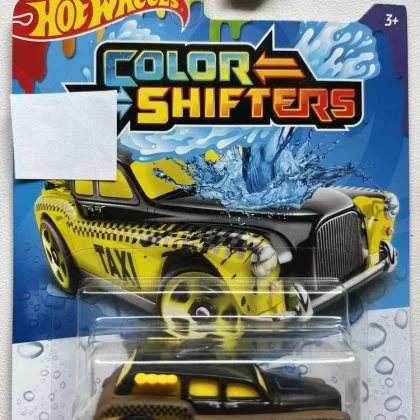 HOT WHEELS
3+
COLOR
SHIFTERS
TAXI